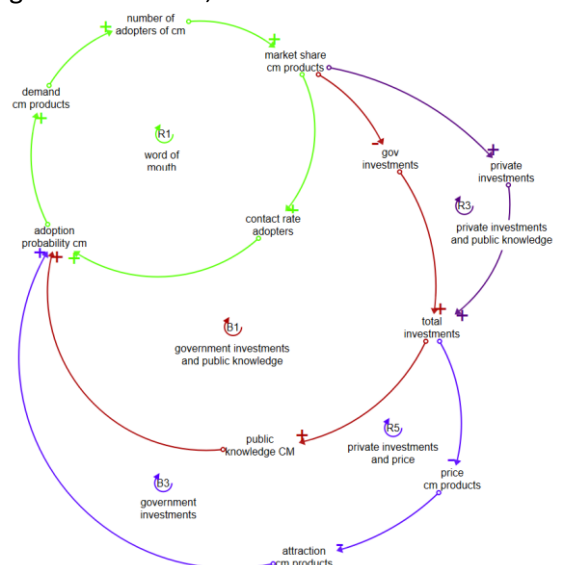 number of
adopters of cm
market share
cm products
demand
cm products
R1
word of
mouth
gov
investments
private
investments
R3
private investments
and public knowledge
contact rate
adopters
adoption
probability cm
B1
government investments
and public knowledge
total
investments
public
knowledge CM
R5
private investments
and price
price
cm products
B3
government
investments
attraction
cm products